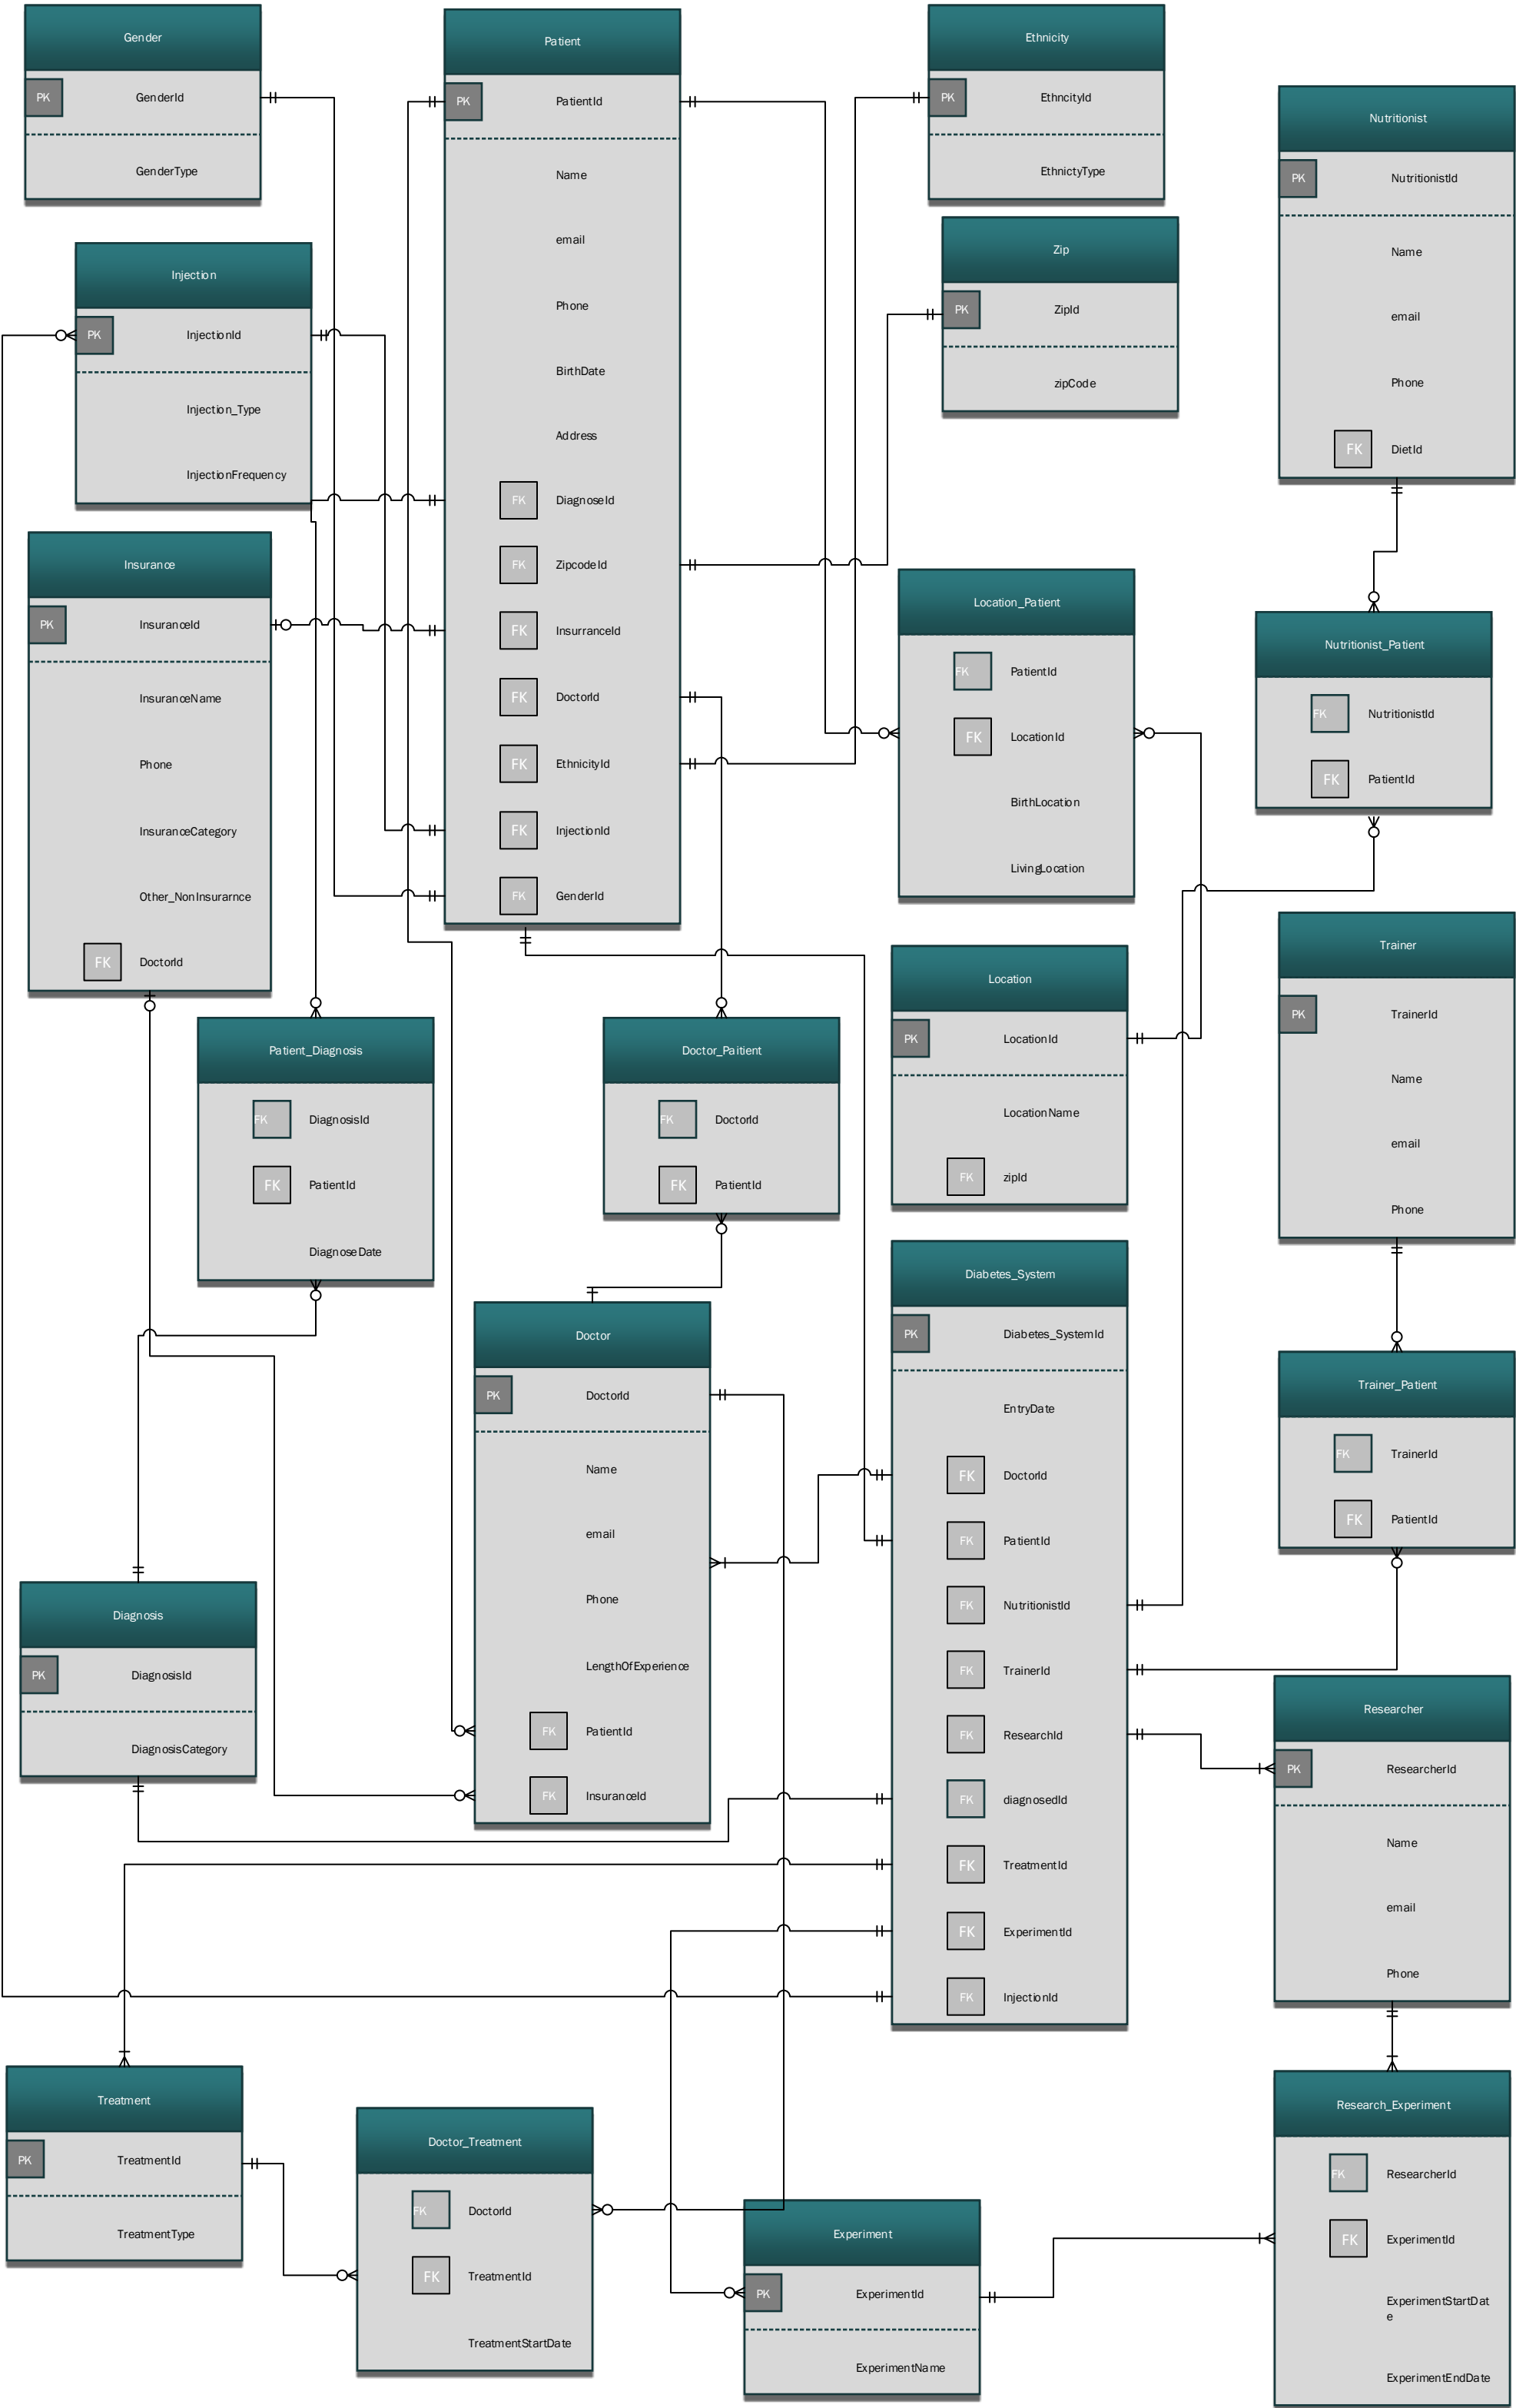 Gender
PK GenderId
GenderType
Patient
PK PatientId
Name
email
Phone
BirthDate
Address
FK DiagnoseId
FK ZipcodeId
FK InsurranceId
FK DoctorId
FK EthnicityId
FK InjectionId
FK GenderId
Ethnicity
PK EthncityId
EthnictyType
Nutritionist
PK NutritionistId
Name
email
Phone
FK DietId
Zip
PK ZipId
zipCode
Injection
PK InjectionId
Injection_Type
InjectionFrequency
Insurance
PK InsuranceId
InsuranceName
Phone
InsuranceCategory
Other_NonInsurarnce
FK DoctorId
Location_Patient
FK PatientId
FK LocationId
BirthLocation
LivingLocation
Nutritionist_Patient
FK NutritionistId
FK PatientId
Trainer
PK TrainerId
Name
email
Phone
Location
PK LocationId
LocationName
FK zipId
Patient_Diagnosis
FK DiagnosisId
FK PatientId
DiagnoseDate
Doctor_Paitient
FK DoctorId
FK PatientId
Diabetes_System
PK Diabetes_SystemId
EntryDate
FK DoctorId
FK PatientId
FK NutritionistId
FK TrainerId
FK ResearchId
FK diagnosedId
FK TreatmentId
FK ExperimentId
FK InjectionId
Doctor
PK DoctorId
Name
email
Phone
LengthOfExperience
FK PatientId
FK InsuranceId
Trainer_Patient
FK TrainerId
FK PatientId
Diagnosis
PK DiagnosisId
DiagnosisCategory
Researcher
PK ResearcherId
Name
email
Phone
Treatment
PK TreatmentId
TreatmentType
Doctor_Treatment
FK DoctorId
FK TreatmentId
TreatmentStartDate
Experiment
PK ExperimentId
ExperimentName
Research_Experiment
FK ResearcherId
FK ExperimentId
ExperimentStartDat
e
ExperimentEndDate